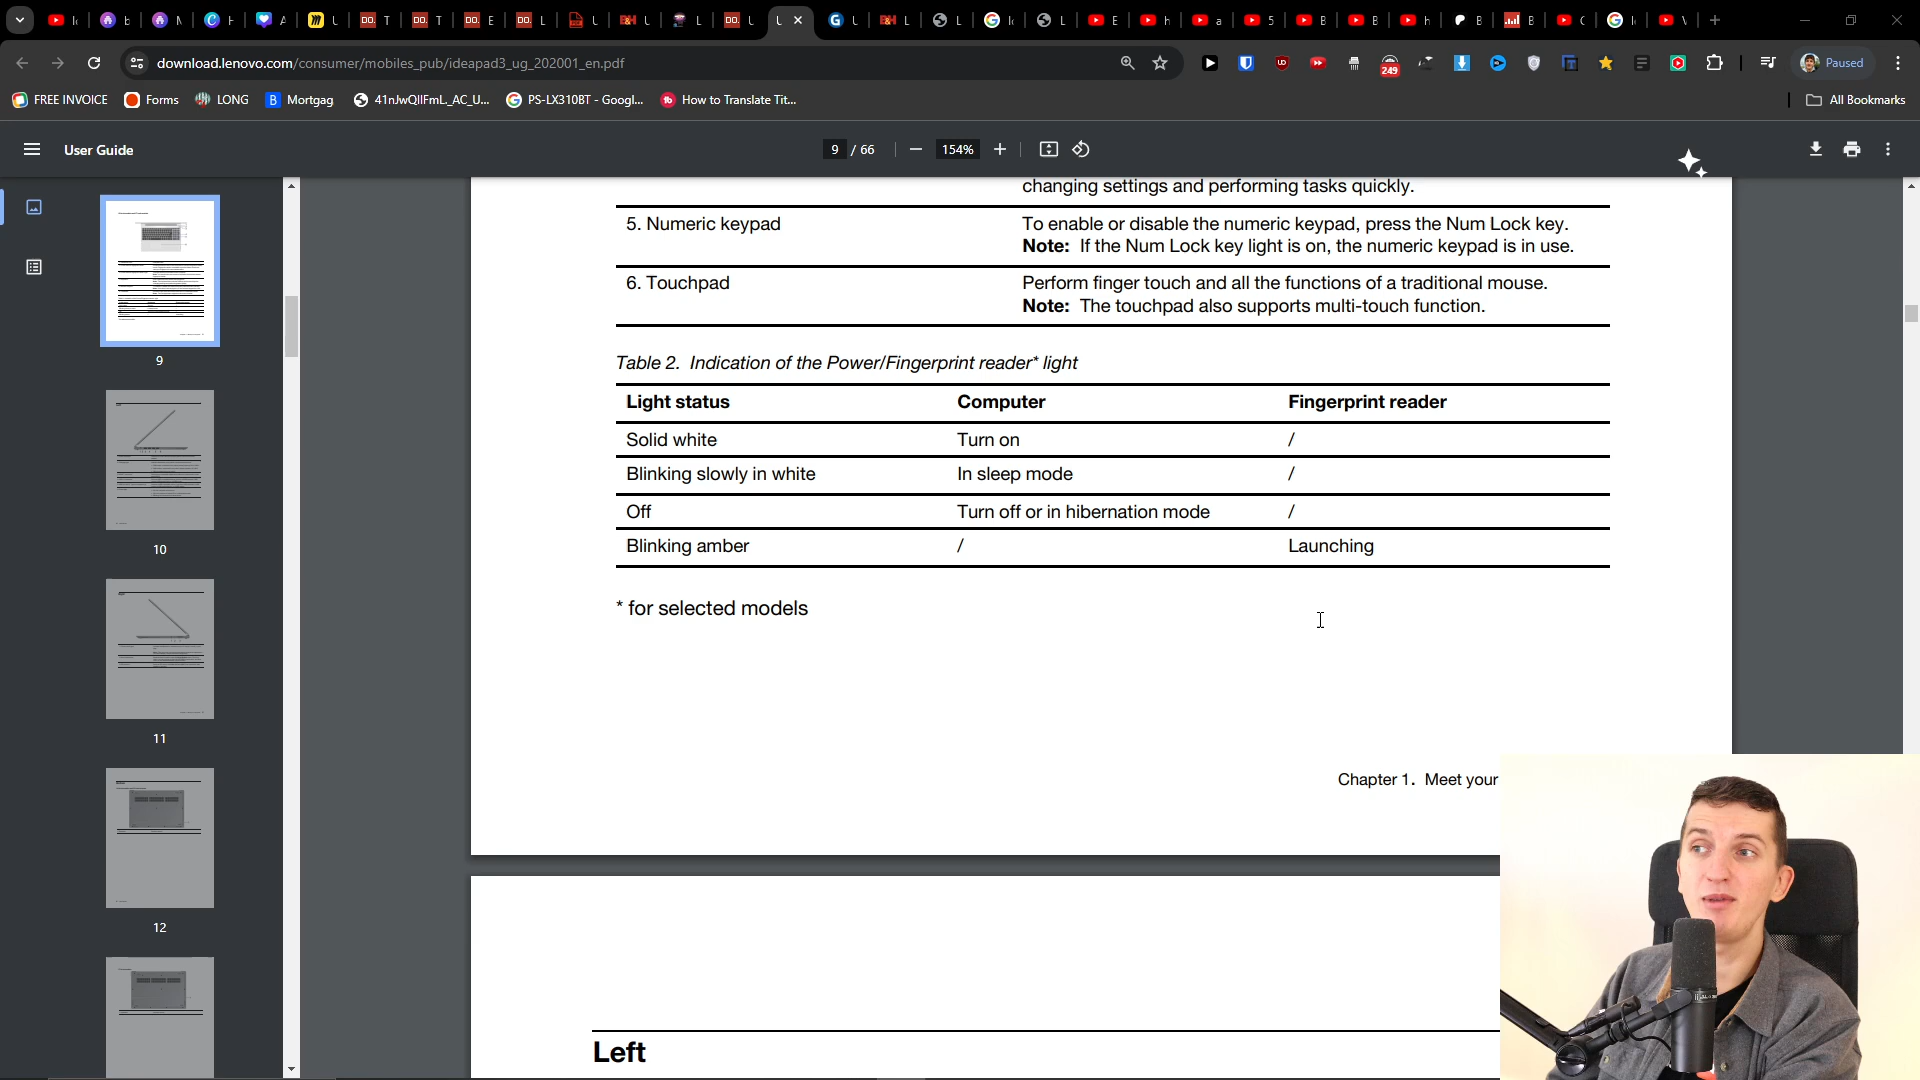 download.lenovo.com/consumer/mobiles_pub/ideapad3_ug_202001_en.pdf
249
Paused
FREE INVOICE
Forms
LONG
Mortgag
41nJwQIIFmL._AC_U...
PS-LX310BT - Googl...
How to Translate Tit...
All Bookmarks
User Guide
9 / 66
154%
changing settings and performing tasks quickly.
5. Numeric keypad To enable or disable the numeric keypad, press the Num Lock key.
Note: If the Num Lock key light is on, the numeric keypad is in use.
6. Touchpad Perform finger touch and all the functions of a traditional mouse.
Note: The touchpad also supports multi-touch function.
Table 2. Indication of the Power/Fingerprint reader* light
Light status Computer Fingerprint reader
Solid white Turn on /
Blinking slowly in white In sleep mode /
Off Turn off or in hibernation mode /
Blinking amber / Launching
* for selected models
Chapter 1. Meet your
Left
9
10
11
12